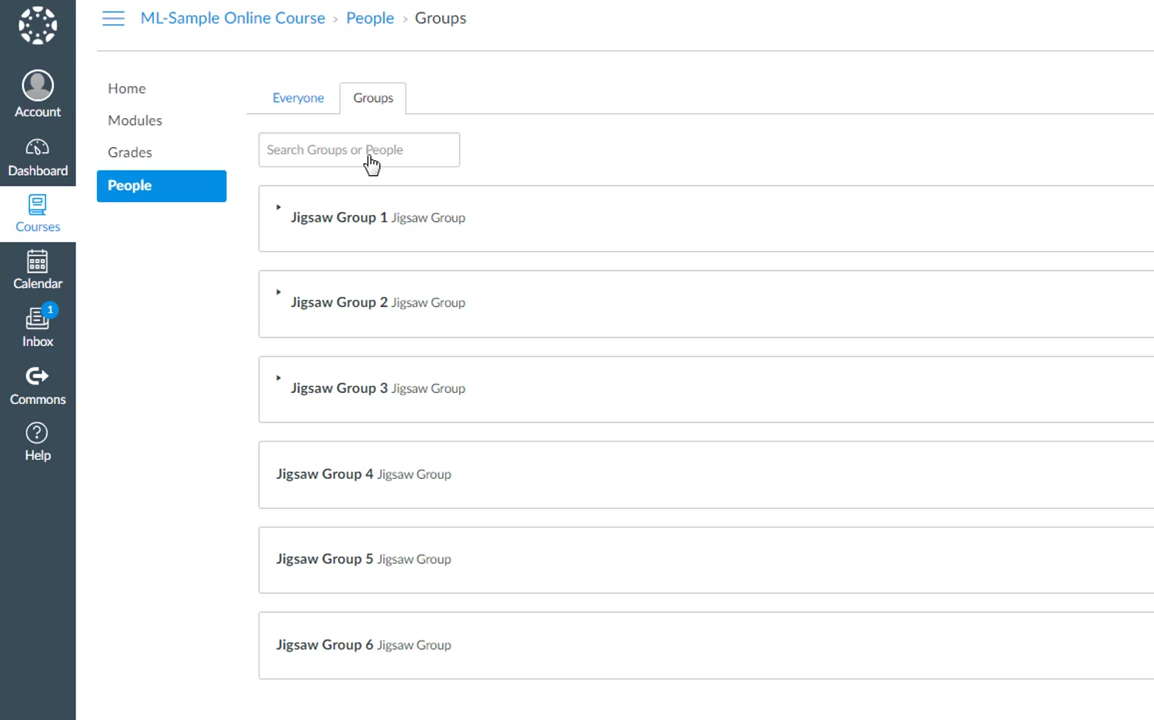 ML-Sample Online Course › People › Groups
Account
Dashboard
Courses
Calendar
1
Inbox
Commons
Help
Home
Modules
Grades
People
Everyone
Groups
Search Groups or People
Jigsaw Group 1 Jigsaw Group
Jigsaw Group 2 Jigsaw Group
Jigsaw Group 3 Jigsaw Group
Jigsaw Group 4 Jigsaw Group
Jigsaw Group 5 Jigsaw Group
Jigsaw Group 6 Jigsaw Group